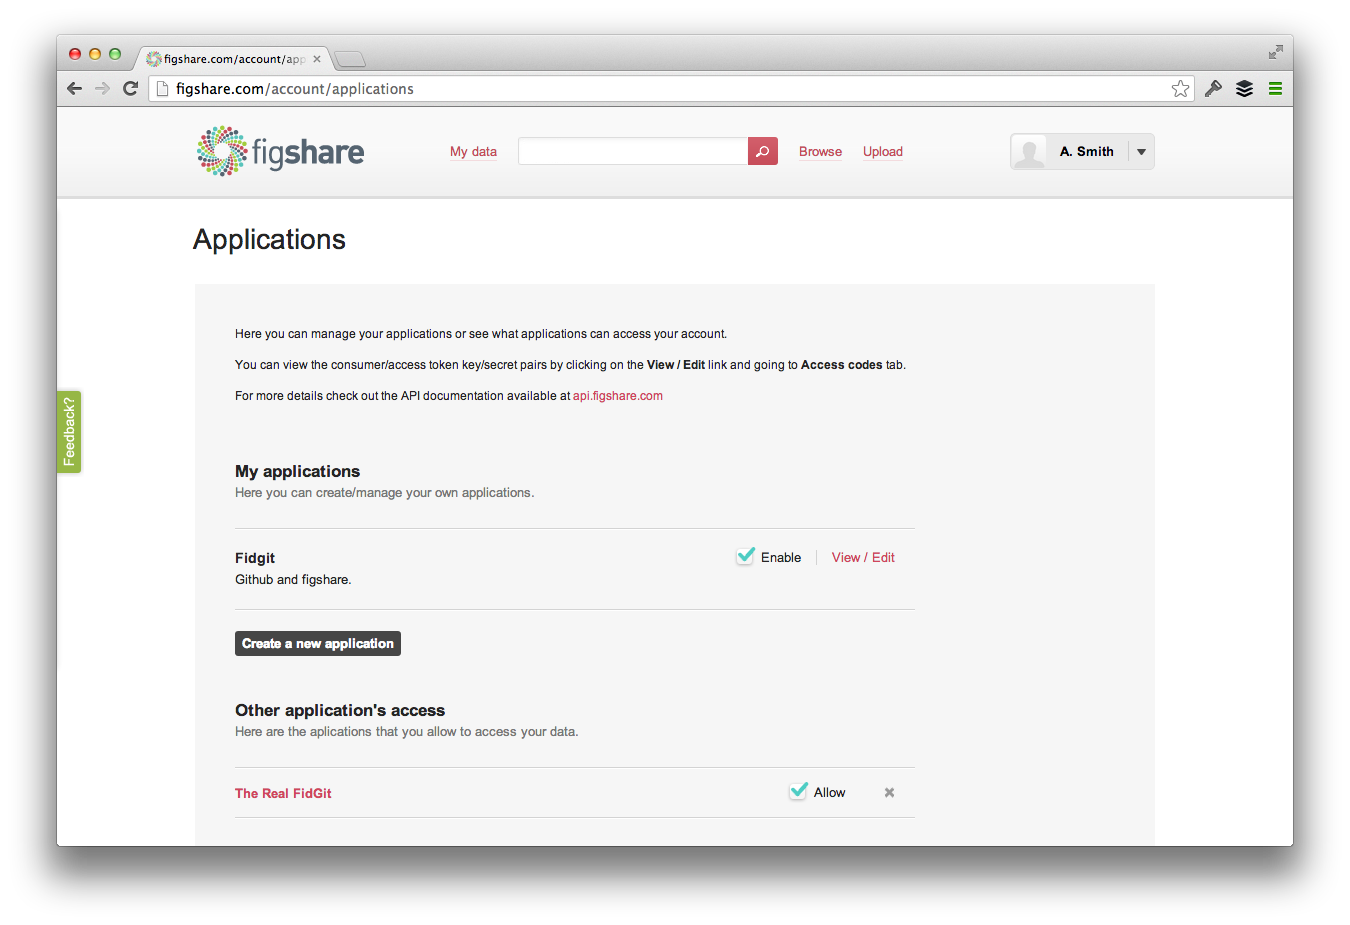 figshare.com/account/app
figshare.com/account/applications
figshare
My data
Browse
Upload
A. Smith
Applications
Here you can manage your applications or see what applications can access your account.
You can view the consumer/access token key/secret pairs by clicking on the View / Edit link and going to Access codes tab.
For more details check out the API documentation available at api.figshare.com
Feedback?
My applications
Here you can create/manage your own applications.
Fidgit
Enable
View / Edit
Github and figshare.
Create a new application
Other application's access
Here are the aplications that you allow to access your data.
The Real FidGit
Allow